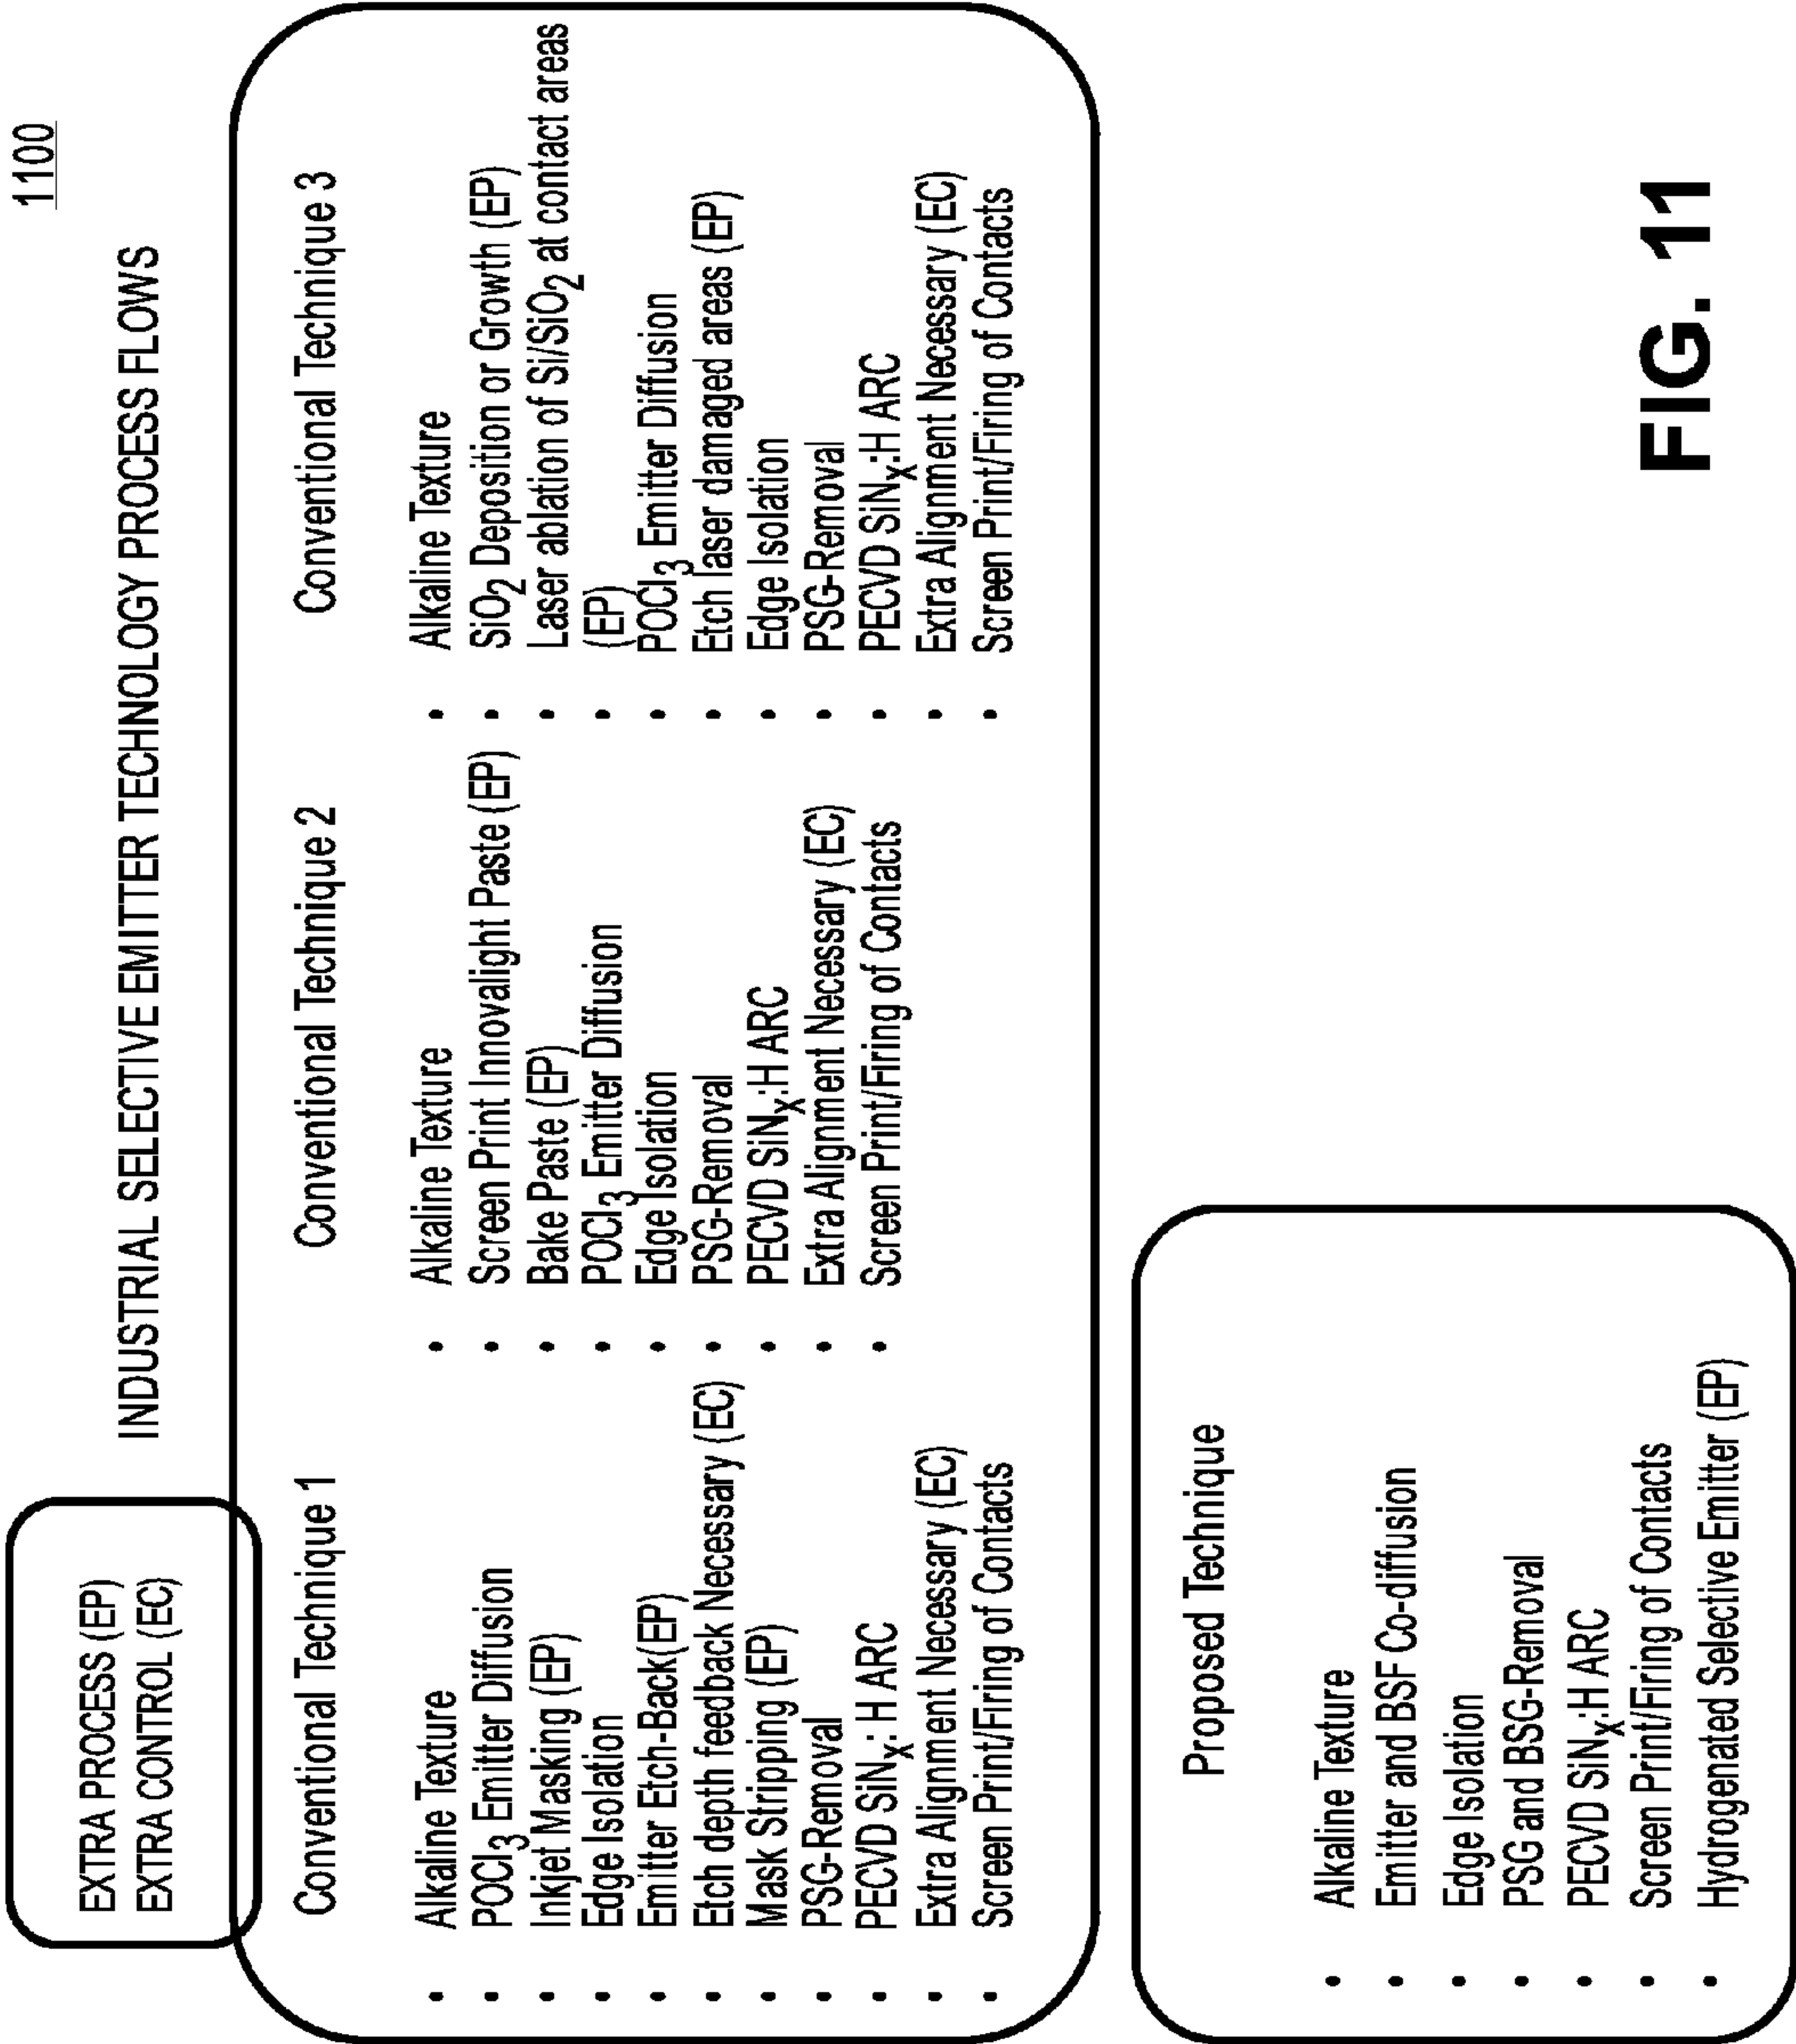 1100
EXTRA PROCESS (EP)
EXTRA CONTROL (EC)
INDUSTRIAL SELECTIVE EMITTER TECHNOLOGY PROCESS FLOWS
Conventional Technique 1
• Alkaline Texture
• POCl3 Emitter Diffusion
• Inkjet Masking (EP)
• Edge Isolation
• Emitter Etch-Back(EP)
• Etch depth feedback Necessary (EC)
• Mask Stripping (EP)
• PSG-Removal
• PECVD SiNX: H ARC
• Extra Alignment Necessary (EC)
• Screen Print/Firing of Contacts
Conventional Technique 2
• Alkaline Texture
• Screen Print Innovalight Paste (EP)
• Bake Paste (EP)
• POCl3 Emitter Diffusion
• Edge Isolation
• PSG-Removal
• PECVD SiNX:H ARC
• Extra Alignment Necessary (EC)
• Screen Print/Firing of Contacts
Conventional Technique 3
• Alkaline Texture
• SiO2 Deposition or Growth (EP)
• Laser ablation of Si/SiO2 at contact areas
• (EP)
• POCl3 Emitter Diffusion
• Etch laser damaged areas (EP)
• Edge Isolation
• PSG-Removal
• PECVD SiNX:H ARC
• Extra Alignment Necessary (EC)
• Screen Print/Firing of Contacts
Proposed Technique
• Alkaline Texture
• Emitter and BSF Co-diffusion
• Edge Isolation
• PSG and BSG-Removal
• PECVD SiNX:H ARC
• Screen Print/Firing of Contacts
• Hydrogenated Selective Emitter (EP)
FIG. 11